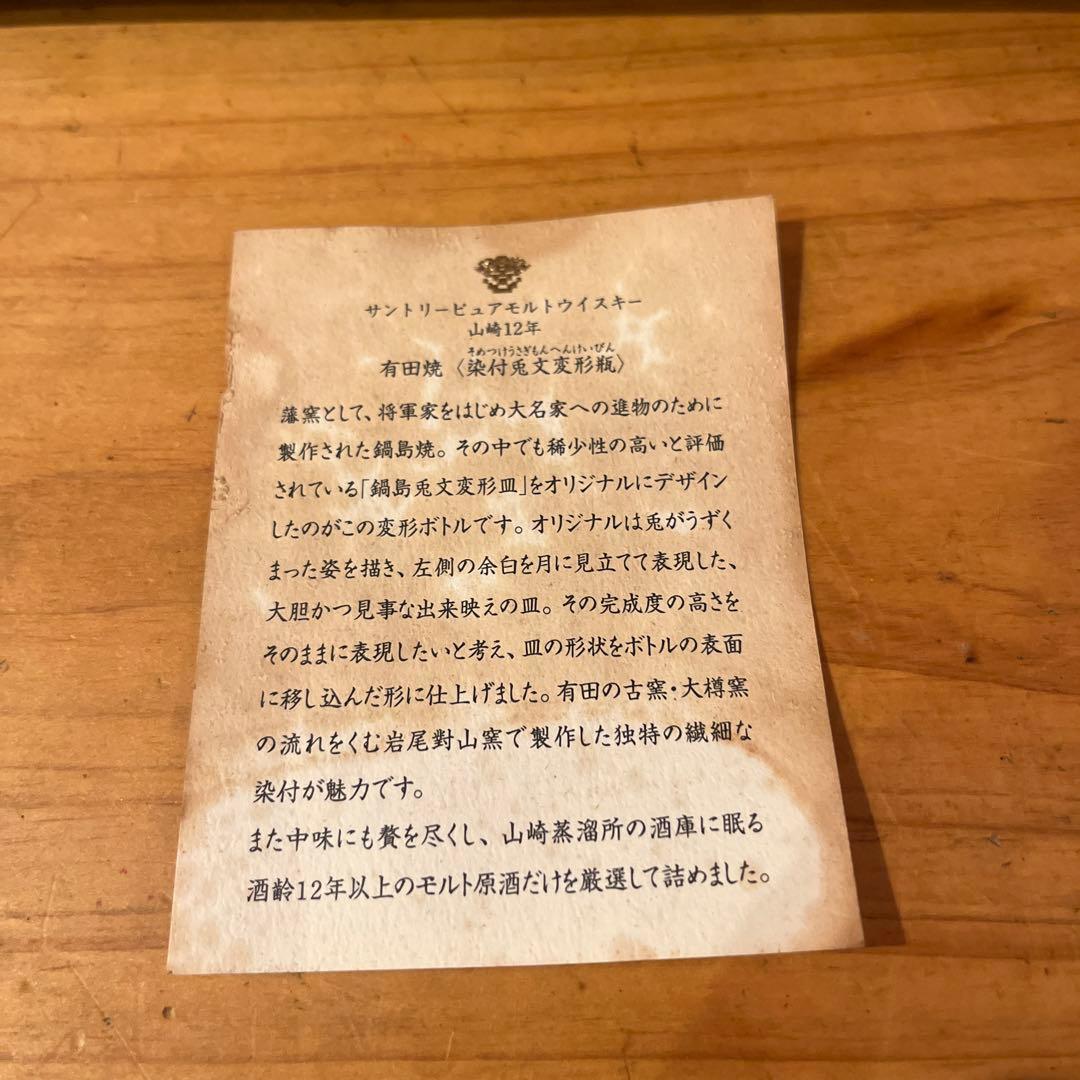 サントリーピュアモルトウイスキー
山崎12年
そめつけうさぎもんへんけいびん
有田焼〈染付兎文変形瓶〉
藩窯として、将軍家をはじめ大名家への進物のために
製作された鍋島焼。その中でも稀少性の高いと評価
されている「鍋島兎文変形皿」をオリジナルにデザイン
したのがこの変形ボトルです。オリジナルは兎がうずく
まった姿を描き、左側の余白を月に見立てて表現した、
大胆かつ見事な出来映えの皿。その完成度の高さを
そのままに表現したいと考え、皿の形状をボトルの表面
に移し込んだ形に仕上げました。有田の古窯・大樽窯
の流れをくむ岩尾對山窯で製作した独特の繊細な
染付が魅力です。
また中味にも贅を尽くし、山崎蒸溜所の酒庫に眠る
酒齢12年以上のモルト原酒だけを厳選して詰めました。